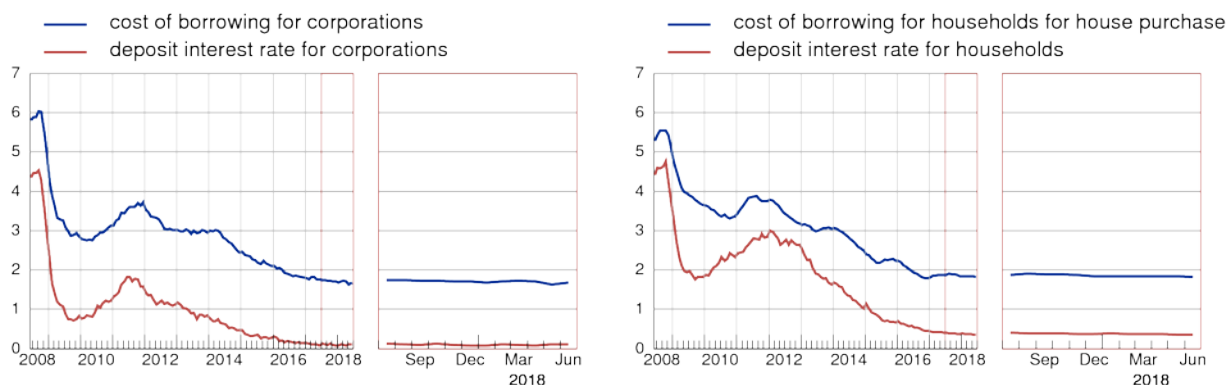 cost of borrowing for corporations
deposit interest rate for corporations
7
6
5
4
3
2
1
0
2008 2010 2012 2014 2016 2018
Sep Dec Mar Jun
2018
cost of borrowing for households for house purchase
deposit interest rate for households
7
6
5
4
3
2
1
0
2008 2010 2012 2014 2016 2018
Sep Dec Mar Jun
2018